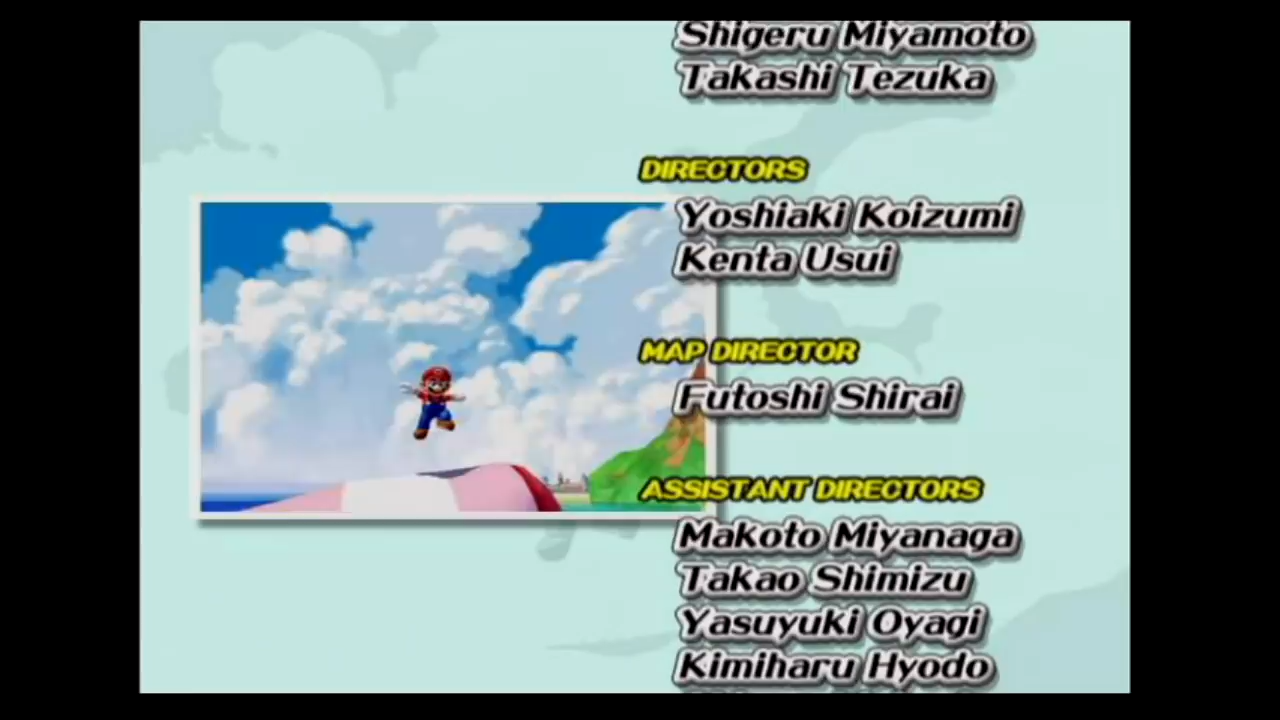 Shigeru Miyamoto
Takashi Tezuka
DIRECTORS
Yoshiaki Koizumi
Kenta Usui
MAP DIRECTOR
Futoshi Shirai
ASSISTANT DIRECTORS
Makoto Miyanaga
Takao Shimizu
Yasuyuki Oyagi
Kimiharu Hyodo